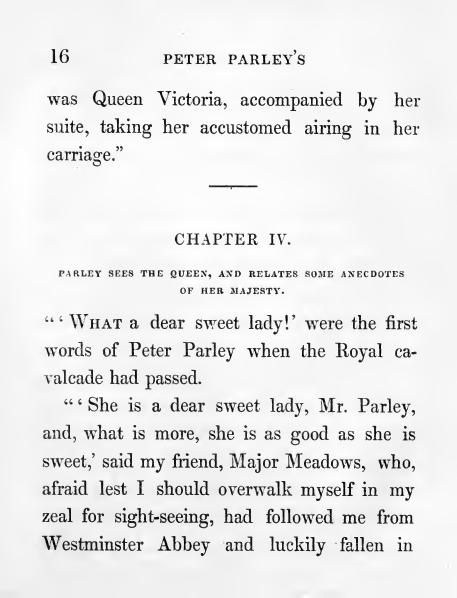 16 PETER PARLEY'S
was Queen Victoria, accompanied by her
suite, taking her accustomed airing in her
carriage."
CHAPTER IV.
PARLEY SEES THE QUEEN, AND RELATES SOME ANECDOTES
OF HER MAJESTY.
"'WHAT a dear sweet lady!' were the first
words of Peter Parley when the Royal ca-
valcade had passed.
"'She is a dear sweet lady, Mr. Parley,
and, what is more, she is as good as she is
sweet,' said my friend, Major Meadows, who,
afraid lest I should overwalk myself in my
zeal for sight-seeing, had followed me from
Westminster Abbey and luckily fallen in